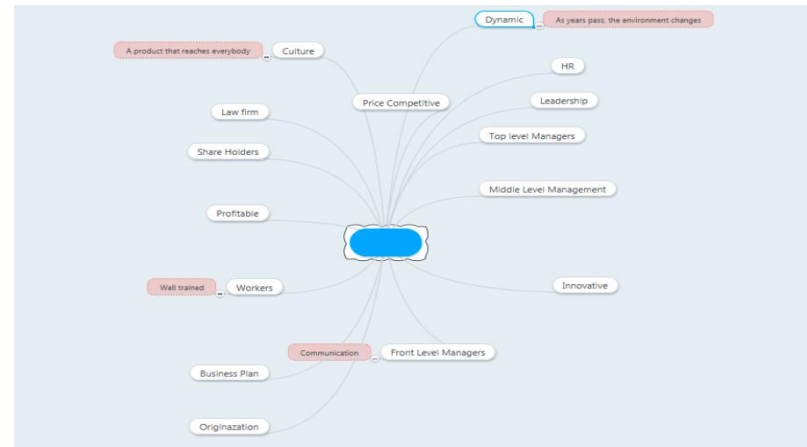 Dynamic
As years pass, the environment changes
A product that reaches everybody
Culture
HR
Price Competitive
Leadership
Law firm
Top level Managers
Share Holders
Middle Level Management
Profitable
Well trained
Workers
Innovative
Communication
Front Level Managers
Business Plan
Originazation